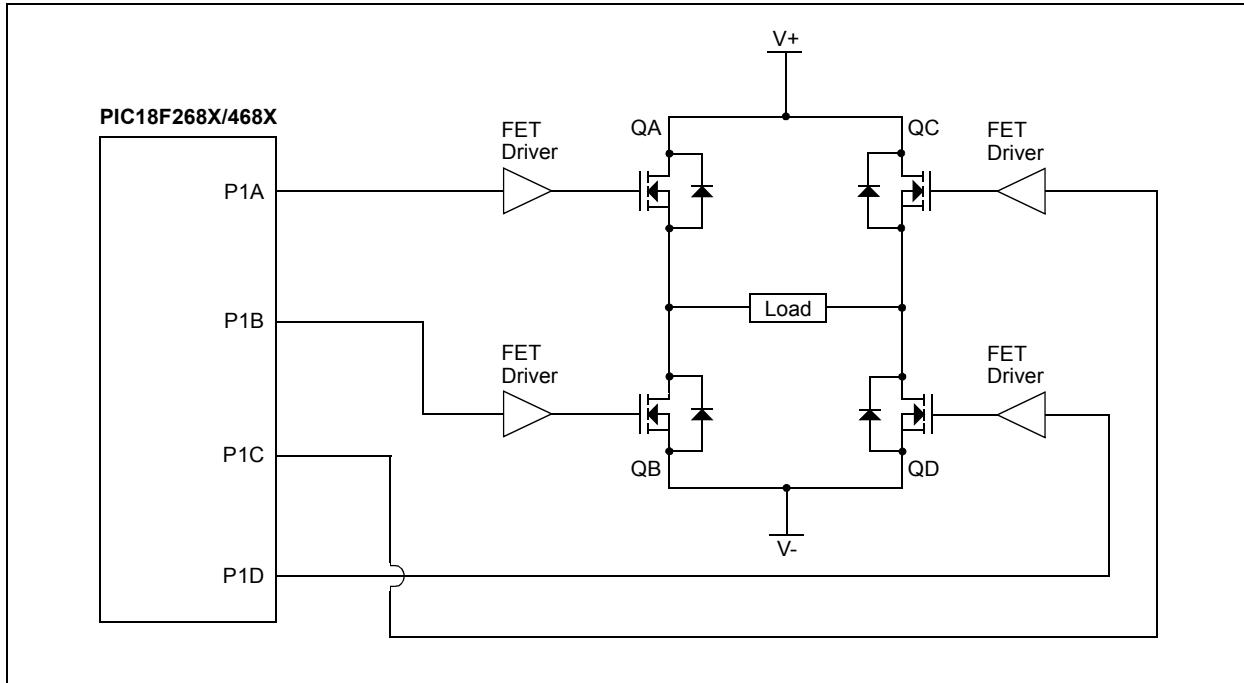 V+
PIC18F268X/468X
FET
Driver
QA
QC
FET
Driver
P1A
Load
P1B
FET
Driver
FET
Driver
P1C
QB
QD
V-
P1D